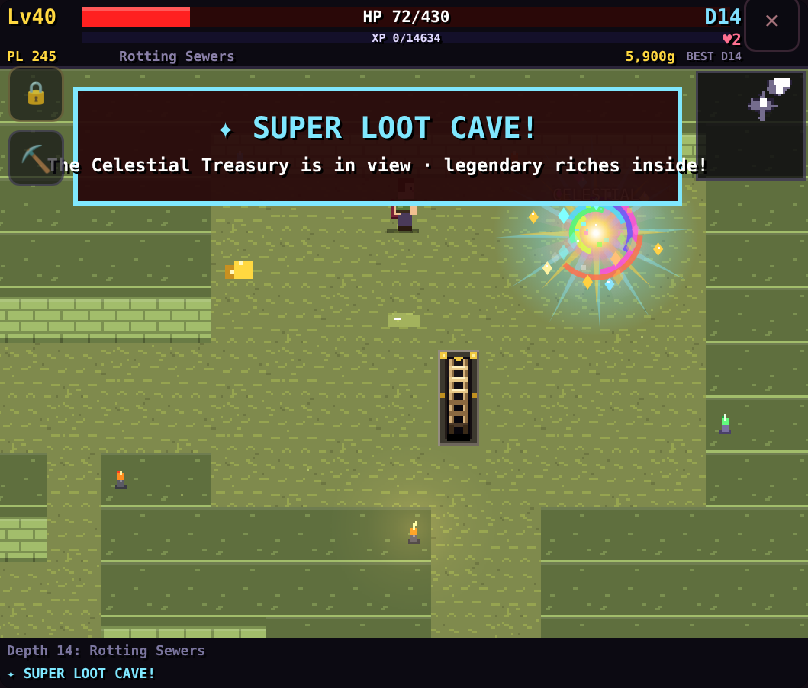 Lv40
HP 72/430
D14
×
XP 0/14634
♥2
PL 245
Rotting Sewers
5,900g
BEST D14
✦ SUPER LOOT CAVE!
The Celestial Treasury is in view · legendary riches inside!
Depth 14: Rotting Sewers
✦ SUPER LOOT CAVE!